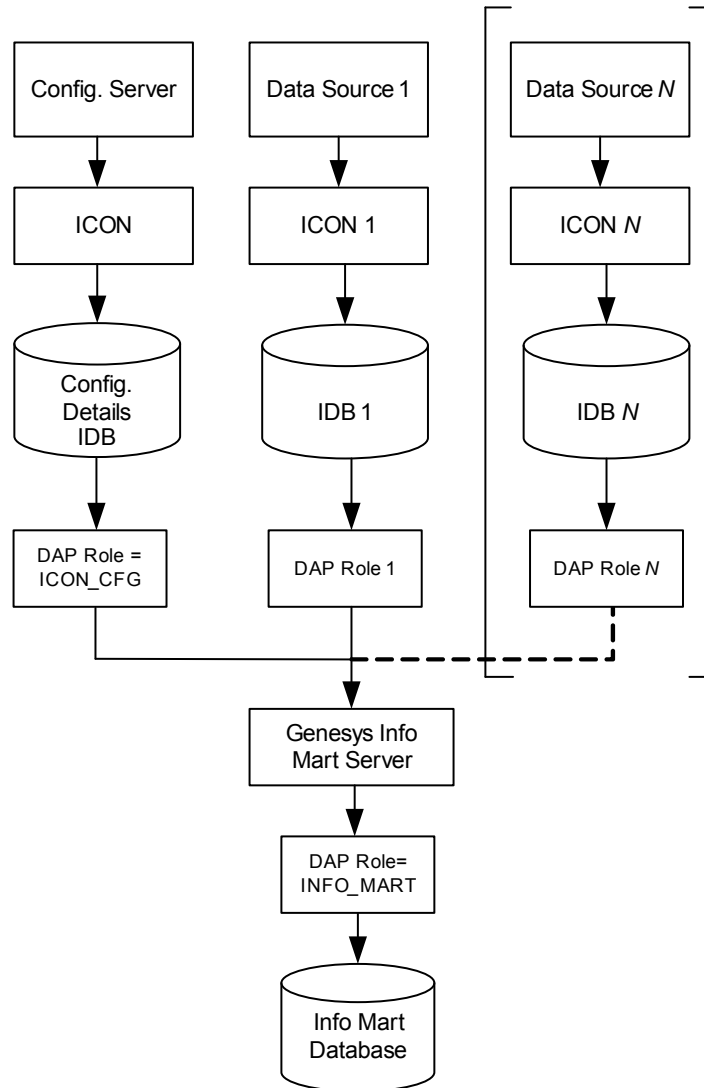 Config. Server
Data Source 1
Data Source N
ICON
ICON 1
ICON N
Config.
Details
IDB
IDB 1
IDB N
DAP Role =
ICON_CFG
DAP Role 1
DAP Role N
Genesys Info
Mart Server
DAP Role=
INFO_MART
Info Mart
Database